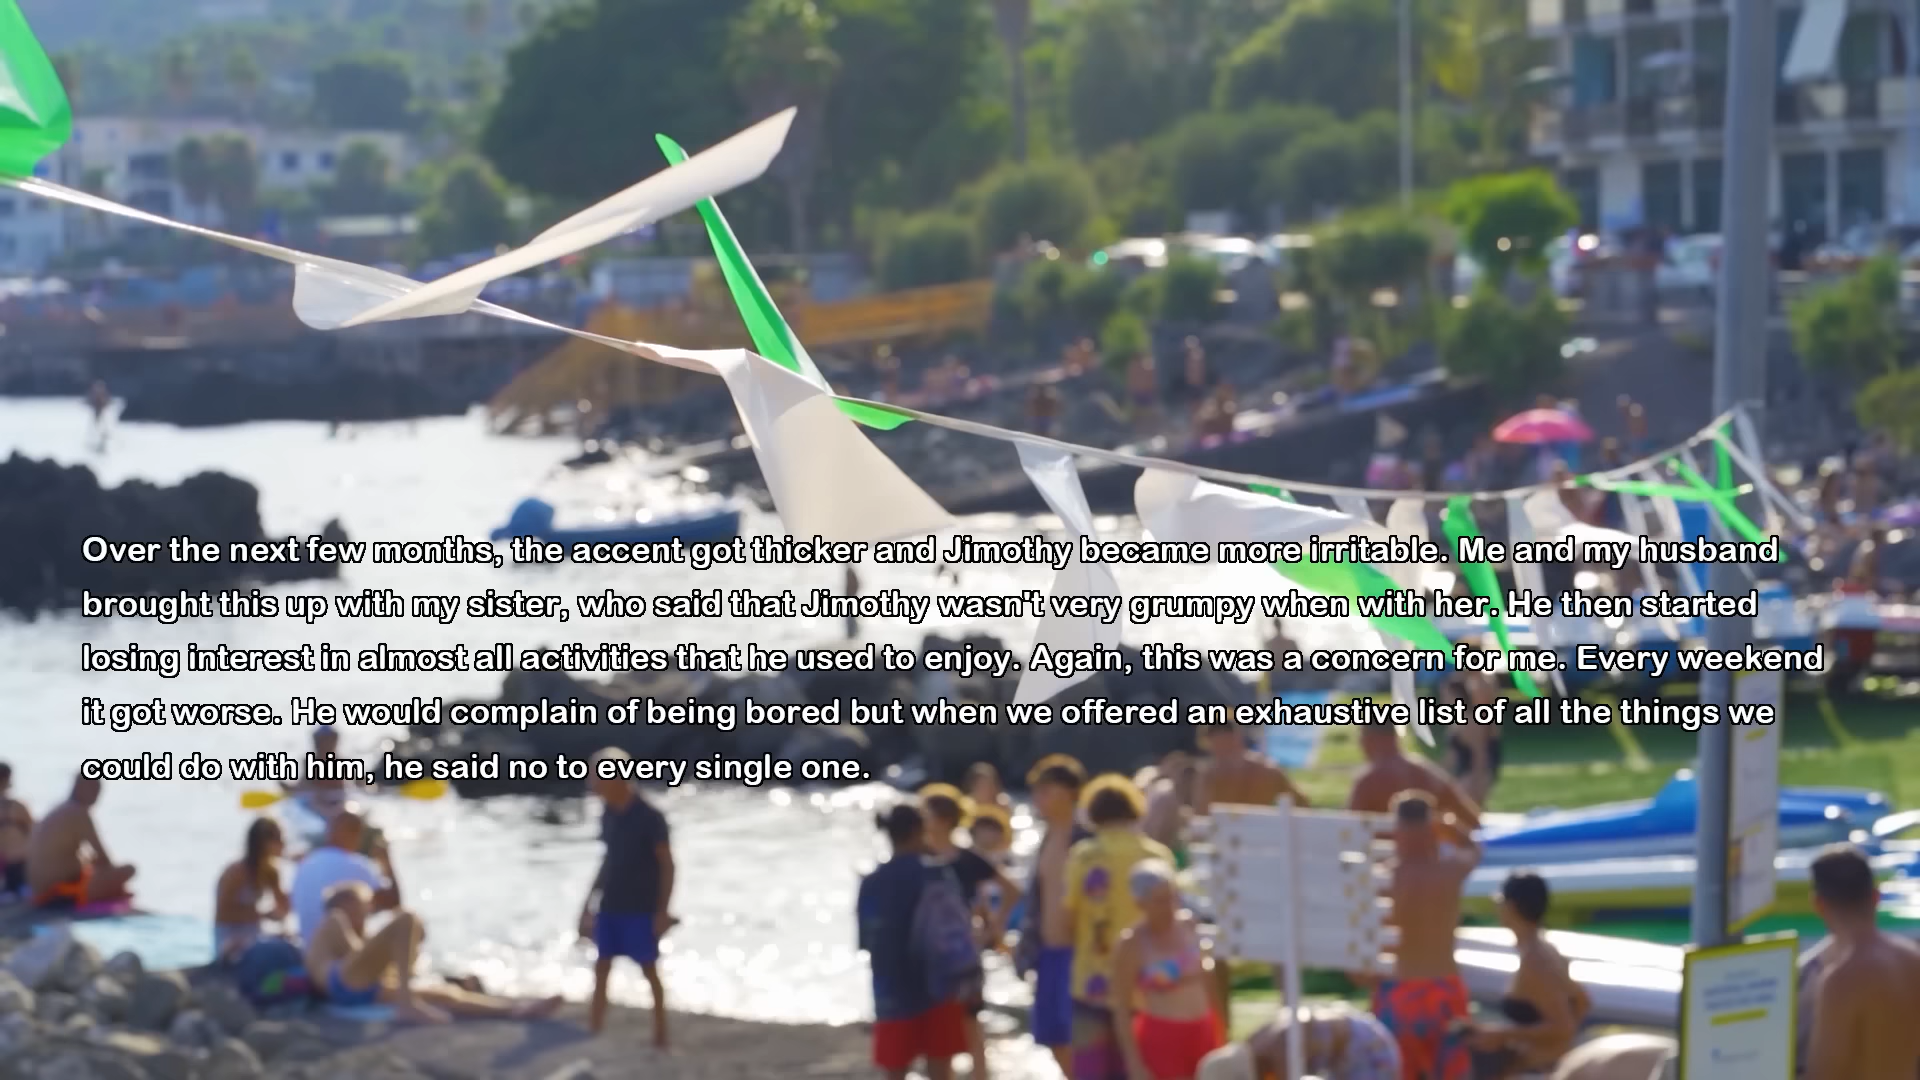 Over the next few months, the accent got thicker and Jimothy became more irritable. Me and my husband
brought this up with my sister, who said that Jimothy wasn't very grumpy when with her. He then started
losing interest in almost all activities that he used to enjoy. Again, this was a concern for me. Every weekend
it got worse. He would complain of being bored but when we offered an exhaustive list of all the things we
could do with him, he said no to every single one.